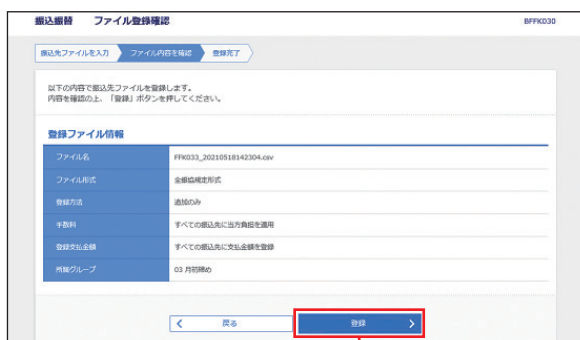 振込振替 ファイル登録確認 BFFK030
振込先ファイルを入力 ファイル内容を確認 登録完了
以下の内容で振込先ファイルを登録します。
内容を確認の上、「登録」ボタンを押してください。
登録ファイル情報
ファイル名 FFK033_20210518142304.csv
ファイル形式 全銀協規定形式
登録方法 追加のみ
手数料 すべての振込先に当方負担を適用
登録支払金額 すべての振込先に支払金額を登録
所属グループ 03 月初締め
戻る 登録